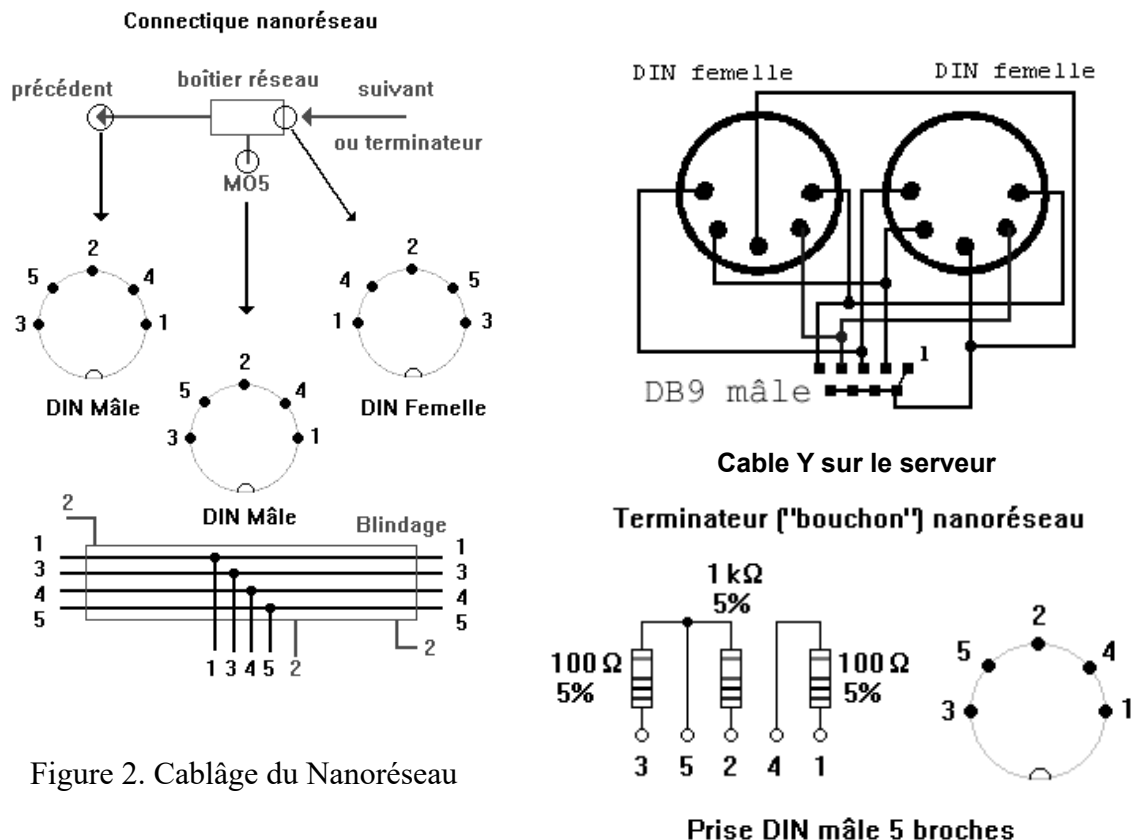 Connectique nanoréseau
précédent
boîtier réseau
suivant
ou terminateur
MO5
2
5 4
3 1
DIN Mâle
2
5 4
3 1
DIN Mâle
2
4 5
1 3
DIN Femelle
2
Blindage
1 1
3 3
4 4
5 5
2
1 3 4 5 2
Figure 2. Cablâge du Nanoréseau
DIN femelle DIN femelle
1
DB9 mâle
Cable Y sur le serveur
Terminateur ("bouchon") nanoréseau
1 kΩ
5%
100 Ω
5%
100 Ω
5%
3 5 2 4 1
2
5 4
3 1
Prise DIN mâle 5 broches